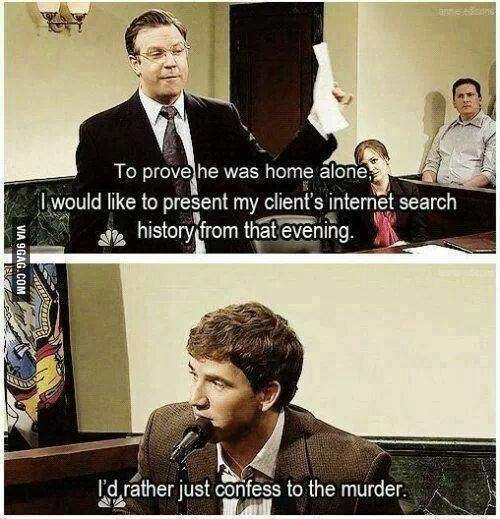 To prove he was home alone,
I would like to present my client's internet search
history from that evening.
VIA 9GAG.COM
I'd rather just confess to the murder.